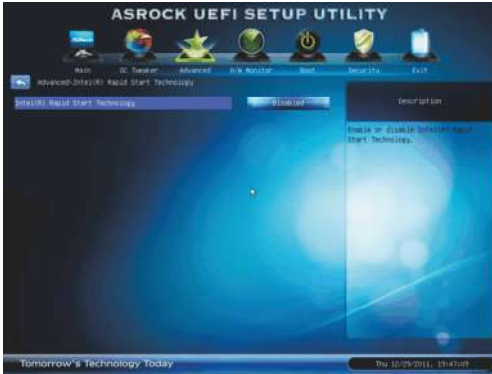 ASROCK UEFI SETUP UTILITY
Main OC Tweaker Advanced H/W Monitor Boot Security Exit
Advanced\Intel(R) Rapid Start Technology
Intel(R) Rapid Start Technology Disabled
Description
Enable or disable Intel(R) Rapid
Start Technology.
Tomorrow's Technology Today
Thu 12/29/2011, 19:47:09